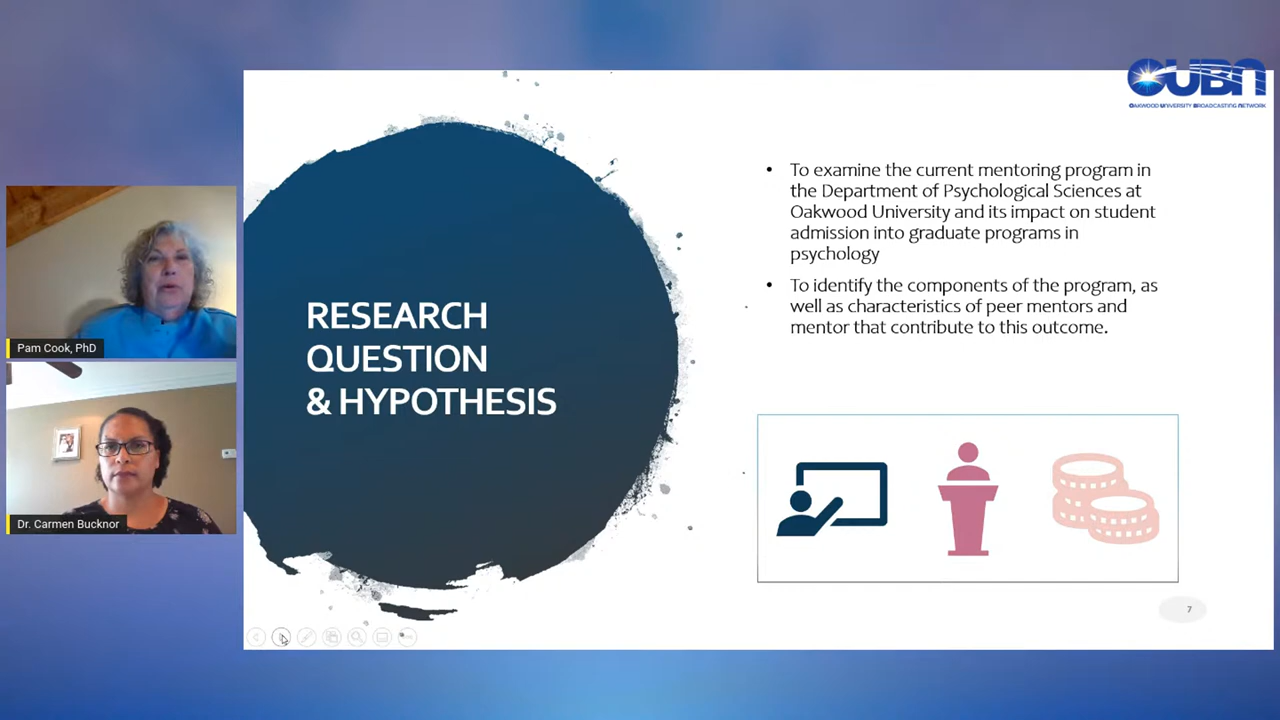 OUBN
OAKWOOD UNIVERSITY BROADCASTING NETWORK
Pam Cook, PhD
Dr. Carmen Bucknor
RESEARCH
QUESTION
& HYPOTHESIS
• To examine the current mentoring program in
the Department of Psychological Sciences at
Oakwood University and its impact on student
admission into graduate programs in
psychology
• To identify the components of the program, as
well as characteristics of peer mentors and
mentor that contribute to this outcome.
7